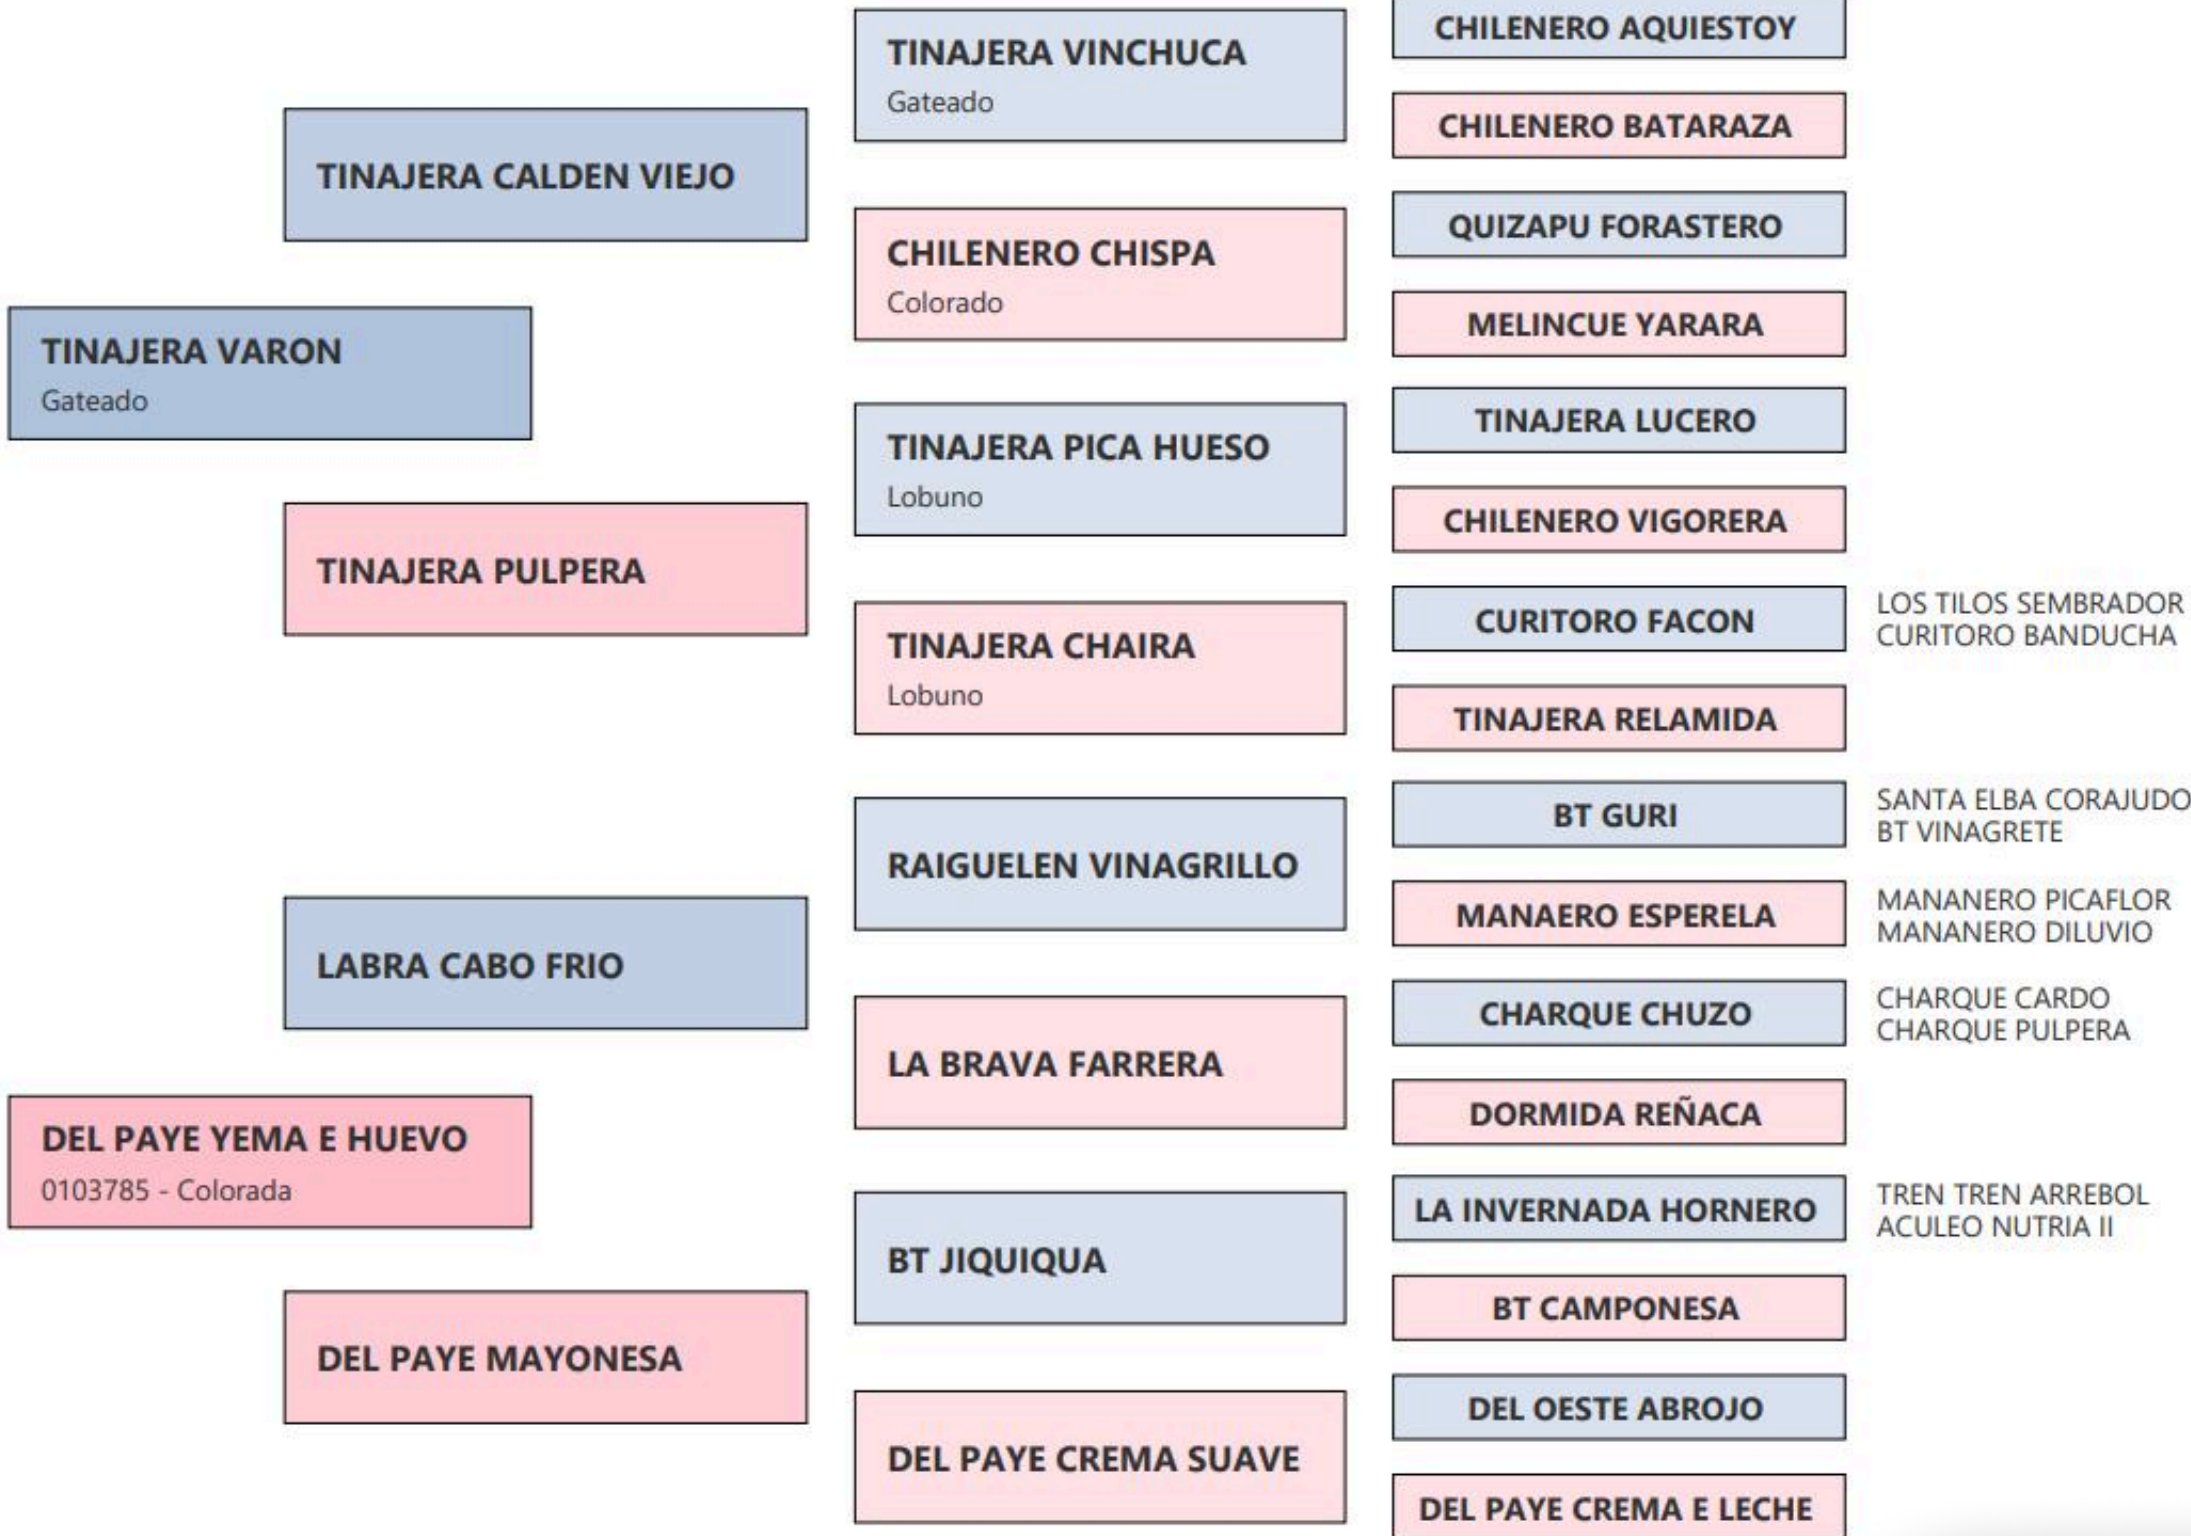 TINAJERA VARON
Gateado
DEL PAYE YEMA E HUEVO
0103785 - Colorada
TINAJERA CALDEN VIEJO
TINAJERA PULPERA
LABRA CABO FRIO
DEL PAYE MAYONESA
TINAJERA VINCHUCA
Gateado
CHILENERO CHISPA
Colorado
TINAJERA PICA HUESO
Lobuno
TINAJERA CHAIRA
Lobuno
RAIGUELEN VINAGRILLO
LA BRAVA FARRERA
BT JIQUIQUA
DEL PAYE CREMA SUAVE
CHILENERO AQUIESTOY
CHILENERO BATARAZA
QUIZAPU FORASTERO
MELINCUE YARARA
TINAJERA LUCERO
CHILENERO VIGORERA
CURITORO FACON
TINAJERA RELAMIDA
BT GURI
MANAERO ESPERELA
CHARQUE CHUZO
DORMIDA REÑACA
LA INVERNADA HORNERO
BT CAMPONESA
DEL OESTE ABROJO
DEL PAYE CREMA E LECHE
LOS TILOS SEMBRADOR
CURITORO BANDUCHA
SANTA ELBA CORAJUDO
BT VINAGRETE
MANANERO PICAFLOR
MANANERO DILUVIO
CHARQUE CARDO
CHARQUE PULPERA
TREN TREN ARREBOL
ACULEO NUTRIA II